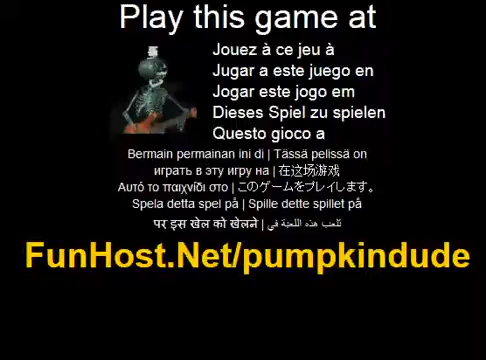 Play this game at
Jouez à ce jeu à
Jugar a este juego en
Jogar este jogo em
Dieses Spiel zu spielen
Questo gioco a
Bermain permainan ini di | Tässä pelissä on
играть в эту игру на | 在这场游戏
Αυτό το παιχνίδι στο | このゲームをプレイします。
Spela detta spel på | Spille dette spillet på
पर इस खेल को खेलने | تلعب هذه اللعبة في
FunHost.Net/pumpkindude